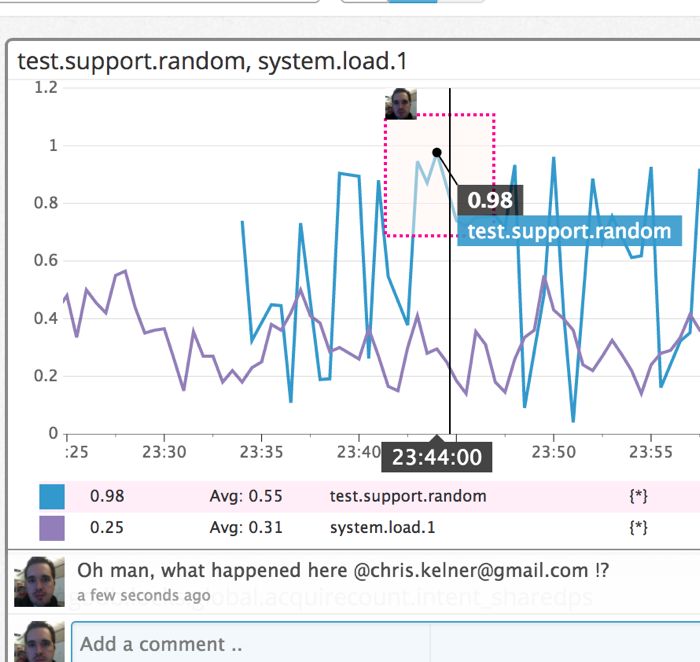 test.support.random, system.load.1
1.2
1
0.98
0.8
test.support.random
0.6
0.4
0.2
0
:25 23:30 23:35 23:40 23:44:00 23:50 23:55
0.98 Avg: 0.55 test.support.random {*}
0.25 Avg: 0.31 system.load.1 {*}
Oh man, what happened here @chris.kelner@gmail.com !?
a few seconds ago
global.acquirecount.intent_sharedps
Add a comment ..